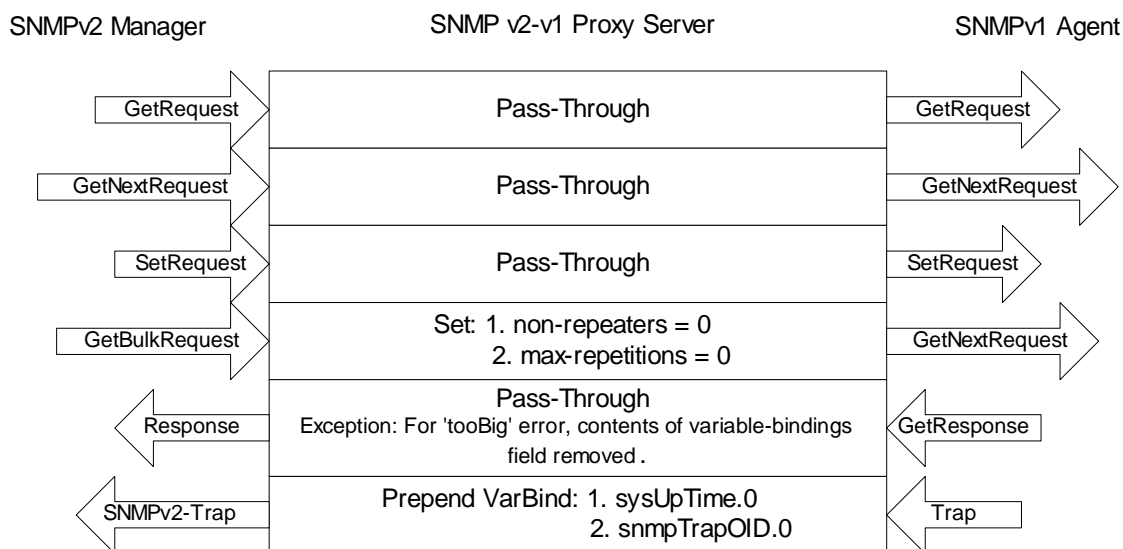 SNMPv2 Manager
SNMP v2-v1 Proxy Server
SNMPv1 Agent
GetRequest
Pass-Through
GetRequest
GetNextRequest
Pass-Through
GetNextRequest
SetRequest
Pass-Through
SetRequest
GetBulkRequest
Set: 1. non-repeaters = 0
2. max-repetitions = 0
GetNextRequest
Response
Pass-Through
Exception: For 'tooBig' error, contents of variable-bindings
field removed.
GetResponse
SNMPv2-Trap
Prepend VarBind: 1. sysUpTime.0
2. snmpTrapOID.0
Trap